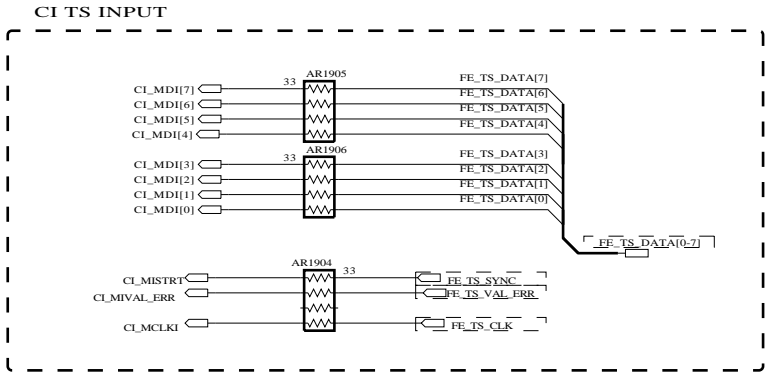 CI TS INPUT
AR1905
33
CI_MDI[7] FE_TS_DATA[7]
CI_MDI[6] FE_TS_DATA[6]
CI_MDI[5] FE_TS_DATA[5]
CI_MDI[4] FE_TS_DATA[4]
AR1906
33
CI_MDI[3] FE_TS_DATA[3]
CI_MDI[2] FE_TS_DATA[2]
CI_MDI[1] FE_TS_DATA[1]
CI_MDI[0] FE_TS_DATA[0]
FE_TS_DATA[0-7]
AR1904
33
CI_MISTRT FE_TS_SYNC
CI_MIVAL_ERR FE_TS_VAL_ERR
CI_MCLKI FE_TS_CLK